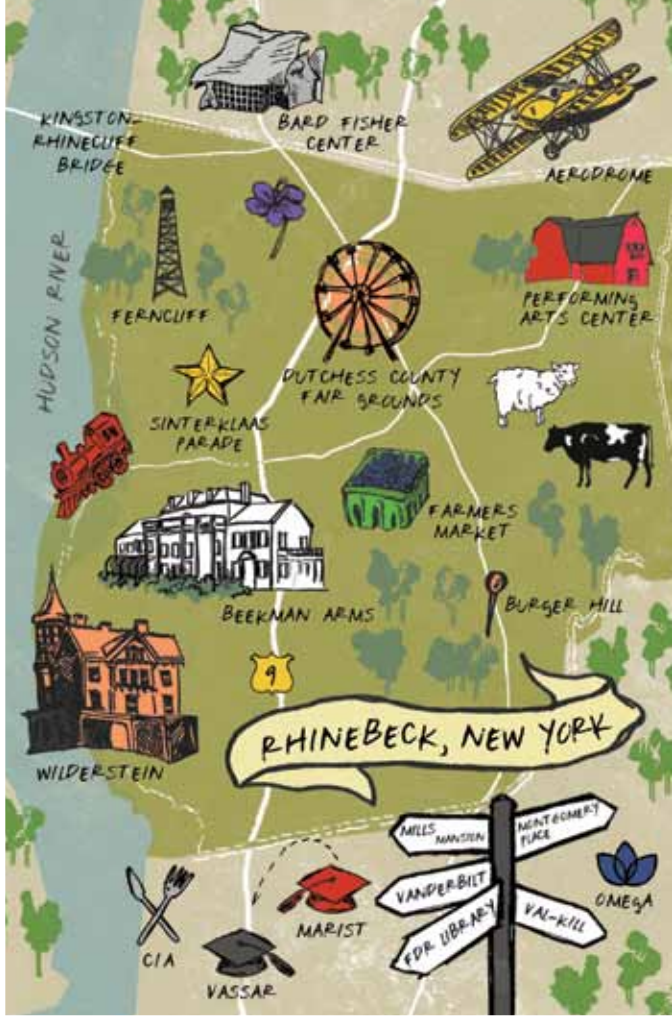 KINGSTON-
RHINECLIFF
BRIDGE
BARD FISHER
CENTER
AERODROME
HUDSON RIVER
FERNCLIFF
PERFORMING
ARTS CENTER
DUTCHESS COUNTY
FAIR GROUNDS
SINTERKLAAS
PARADE
FARMERS
MARKET
BEEKMAN ARMS
BURGER HILL
9
RHINEBECK, NEW YORK
WILDERSTEIN
MILLS
MANSION
MONTGOMERY
PLACE
VANDERBILT
FDR LIBRARY
VAL-KILL
OMEGA
MARIST
CIA
VASSAR